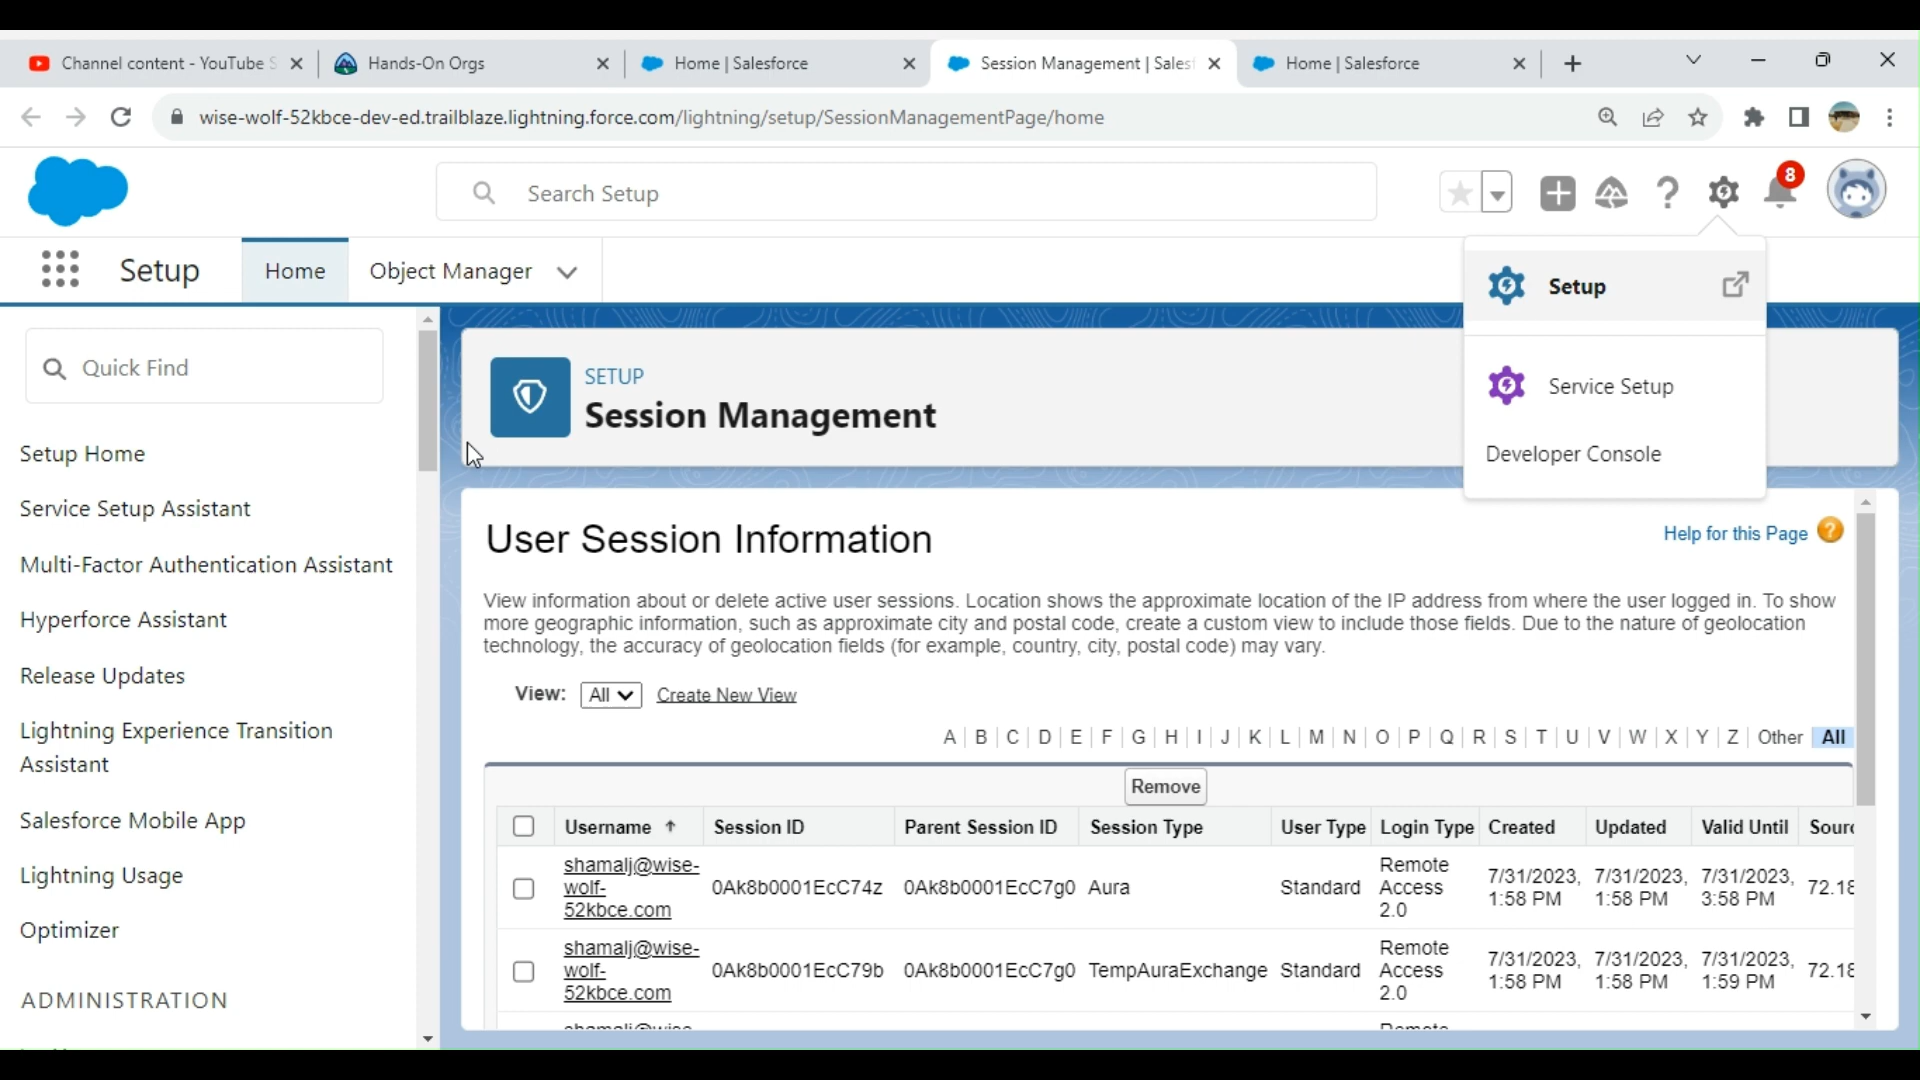 Channel content - YouTube S
Hands-On Orgs
Home | Salesforce
Session Management | Salesf
Home | Salesforce
wise-wolf-52kbce-dev-ed.trailblaze.lightning.force.com/lightning/setup/SessionManagementPage/home
Search Setup
8
Setup
Home
Object Manager
Setup
Service Setup
Developer Console
Quick Find
Setup Home
Service Setup Assistant
Multi-Factor Authentication Assistant
Hyperforce Assistant
Release Updates
Lightning Experience Transition
Assistant
Salesforce Mobile App
Lightning Usage
Optimizer
ADMINISTRATION
SETUP
Session Management
User Session Information
Help for this Page ?
View information about or delete active user sessions. Location shows the approximate location of the IP address from where the user logged in. To show
more geographic information, such as approximate city and postal code, create a custom view to include those fields. Due to the nature of geolocation
technology, the accuracy of geolocation fields (for example, country, city, postal code) may vary.
View: All Create New View
A | B | C | D | E | F | G | H | I | J | K | L | M | N | O | P | Q | R | S | T | U | V | W | X | Y | Z | Other All
Remove
Username Session ID Parent Session ID Session Type User Type Login Type Created Updated Valid Until Sourc
shamalj@wise-
wolf-
52kbce.com
0Ak8b0001EcC74z 0Ak8b0001EcC7g0 Aura Standard
Remote
Access
2.0
7/31/2023,
1:58 PM
7/31/2023,
1:58 PM
7/31/2023,
3:58 PM
72.18
shamalj@wise-
wolf-
52kbce.com
0Ak8b0001EcC79b 0Ak8b0001EcC7g0 TempAuraExchange Standard
Remote
Access
2.0
7/31/2023,
1:58 PM
7/31/2023,
1:58 PM
7/31/2023,
1:59 PM
72.18